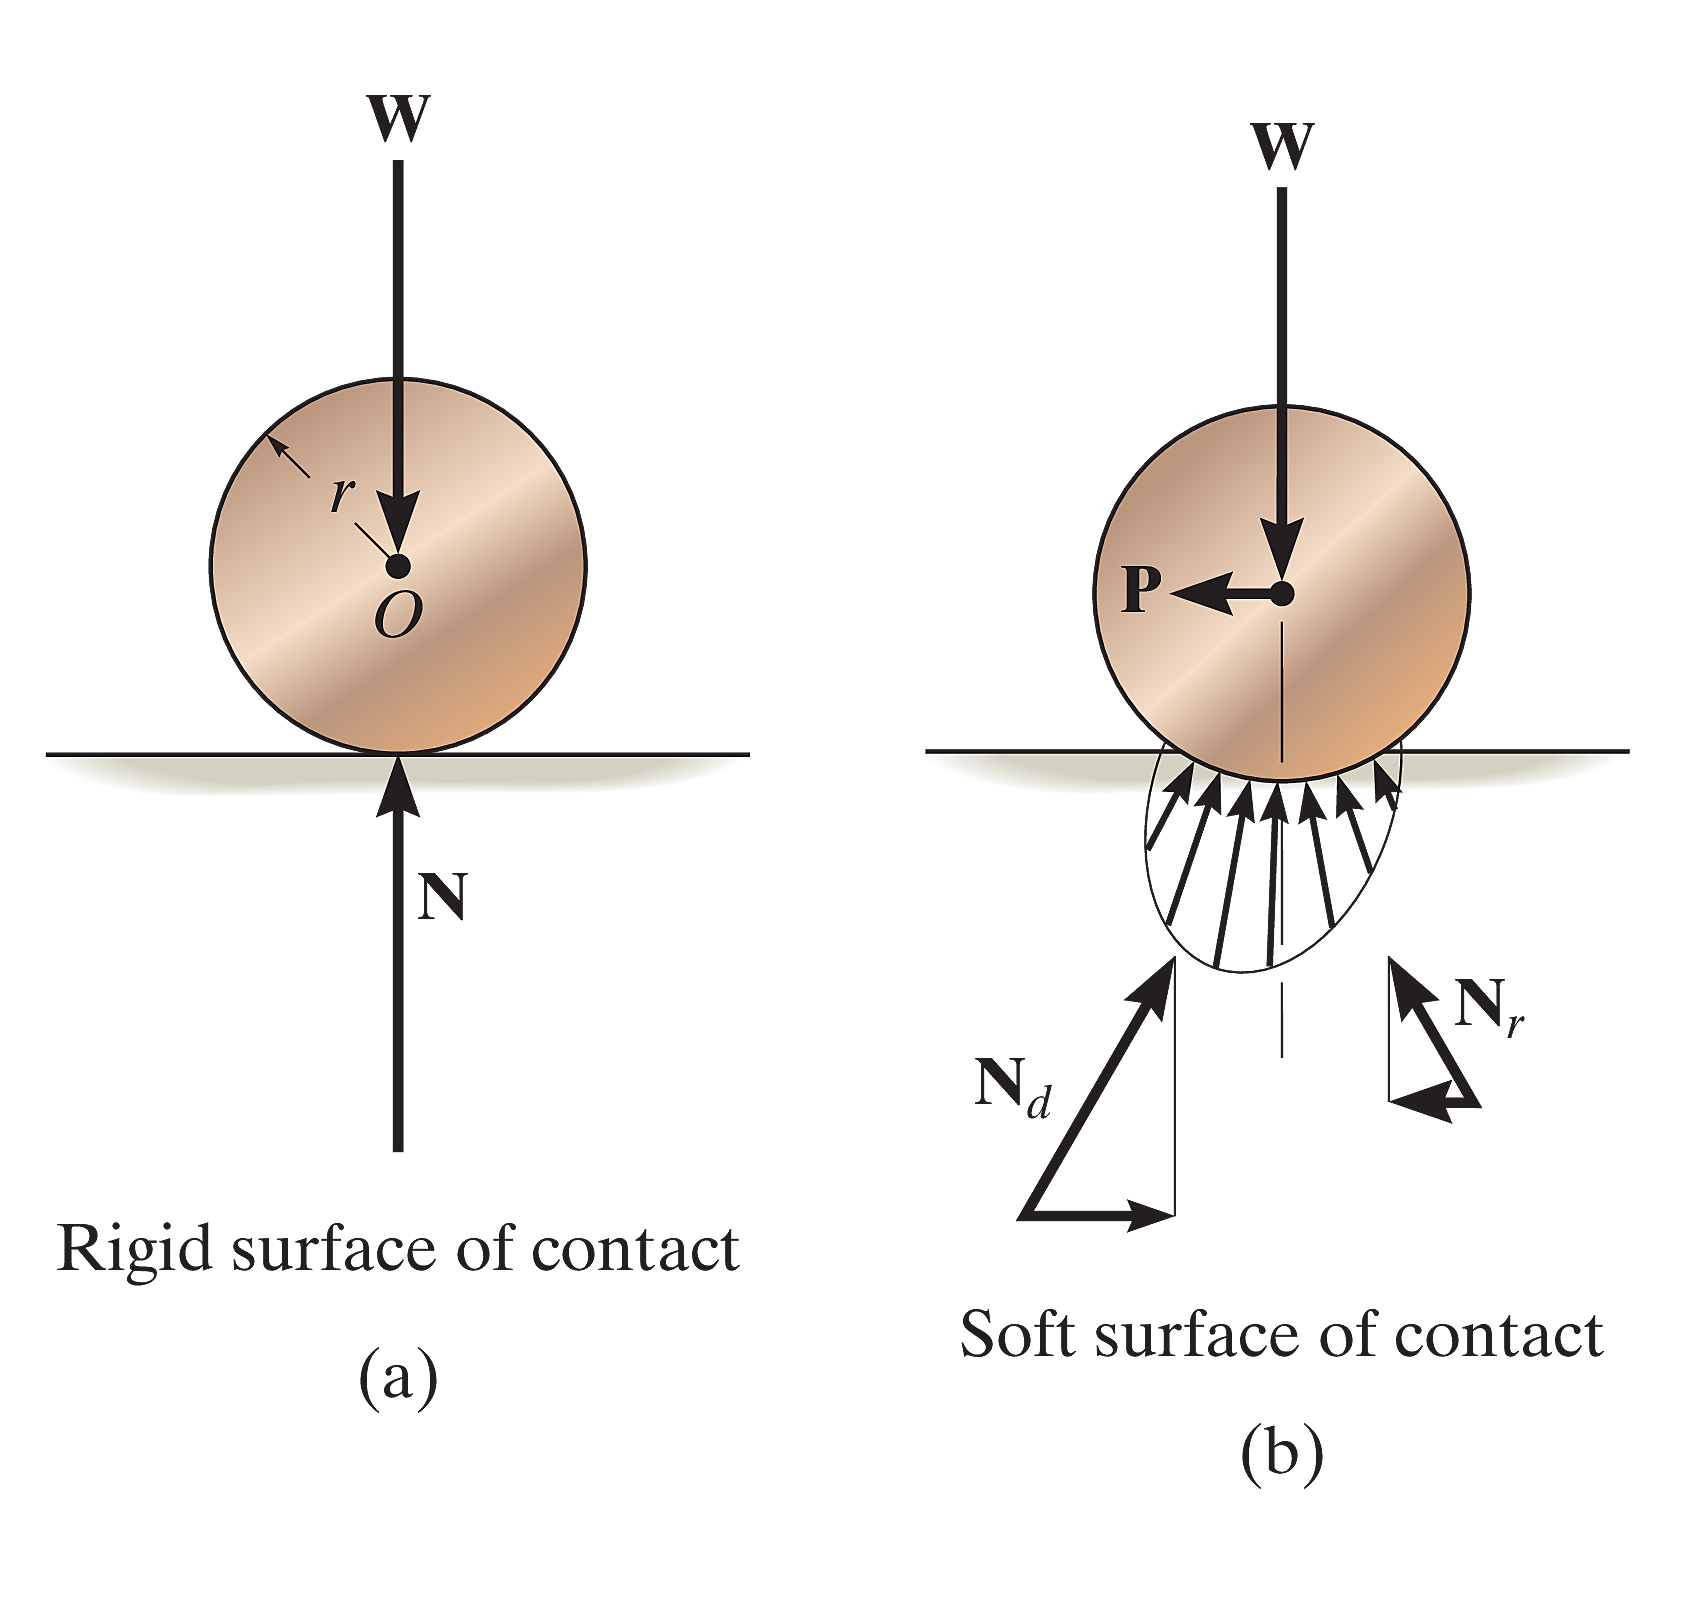 W
r
O
N
Rigid surface of contact
(a)
W
P
N_d
N_r
Soft surface of contact
(b)